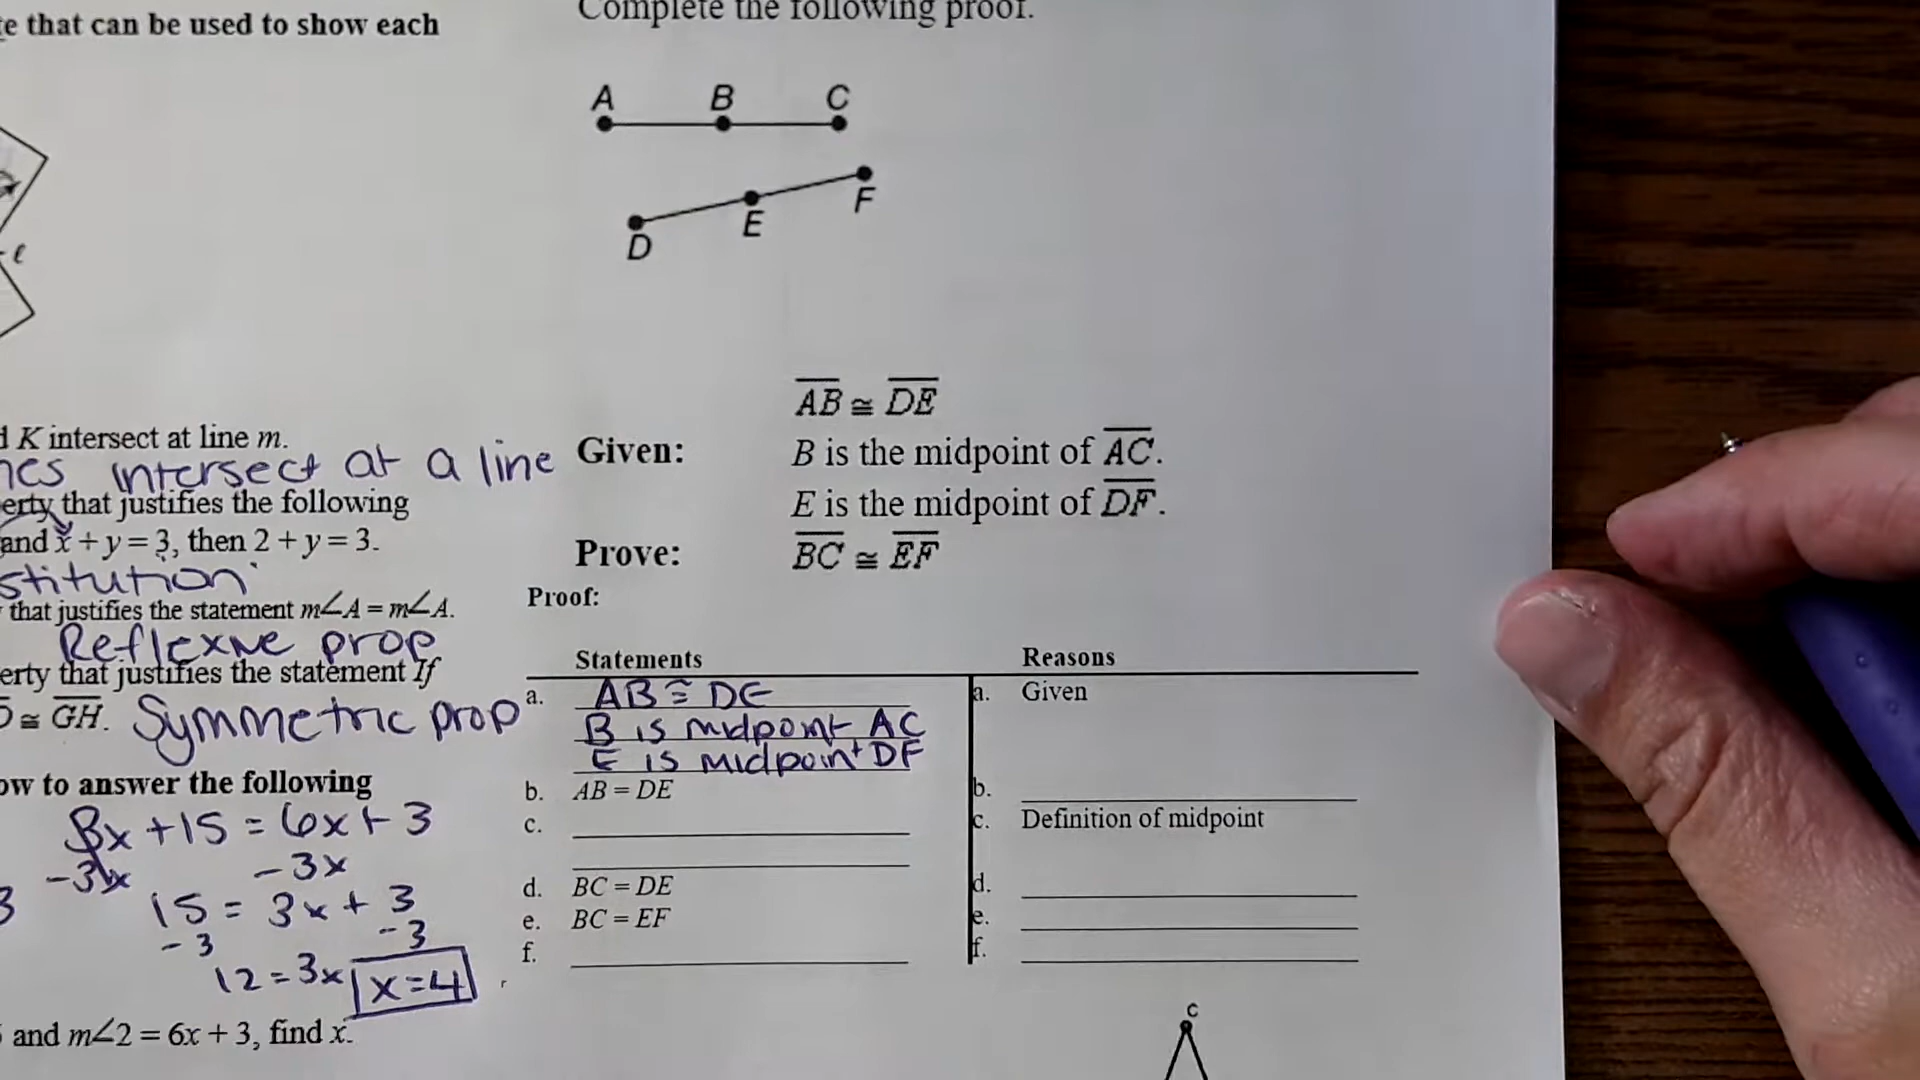 e that can be used to show each
ℓ
d K intersect at line m.
intersect at a line
erty that justifies the following
and x + y = 3, then 2 + y = 3.
stitution
that justifies the statement m∠A = m∠A.
Reflexive prop
erty that justifies the statement If
≅ GH. Symmetric prop
ow to answer the following
3x + 15 = 6x + 3
-3x -3x
15 = 3x + 3
-3 -3
12 = 3x x = 4
and m∠2 = 6x + 3, find x.
Complete the following proof.
A B C
D E F
Given: AB ≅ DE
B is the midpoint of AC.
E is the midpoint of DF.
Prove: BC ≅ EF
Proof:
Statements Reasons
a. AB ≅ DE a. Given
B is midpoint AC
E is midpoint DF
b. AB = DE b.
c. c. Definition of midpoint
d. BC = DE d.
e. BC = EF e.
f. f.
C